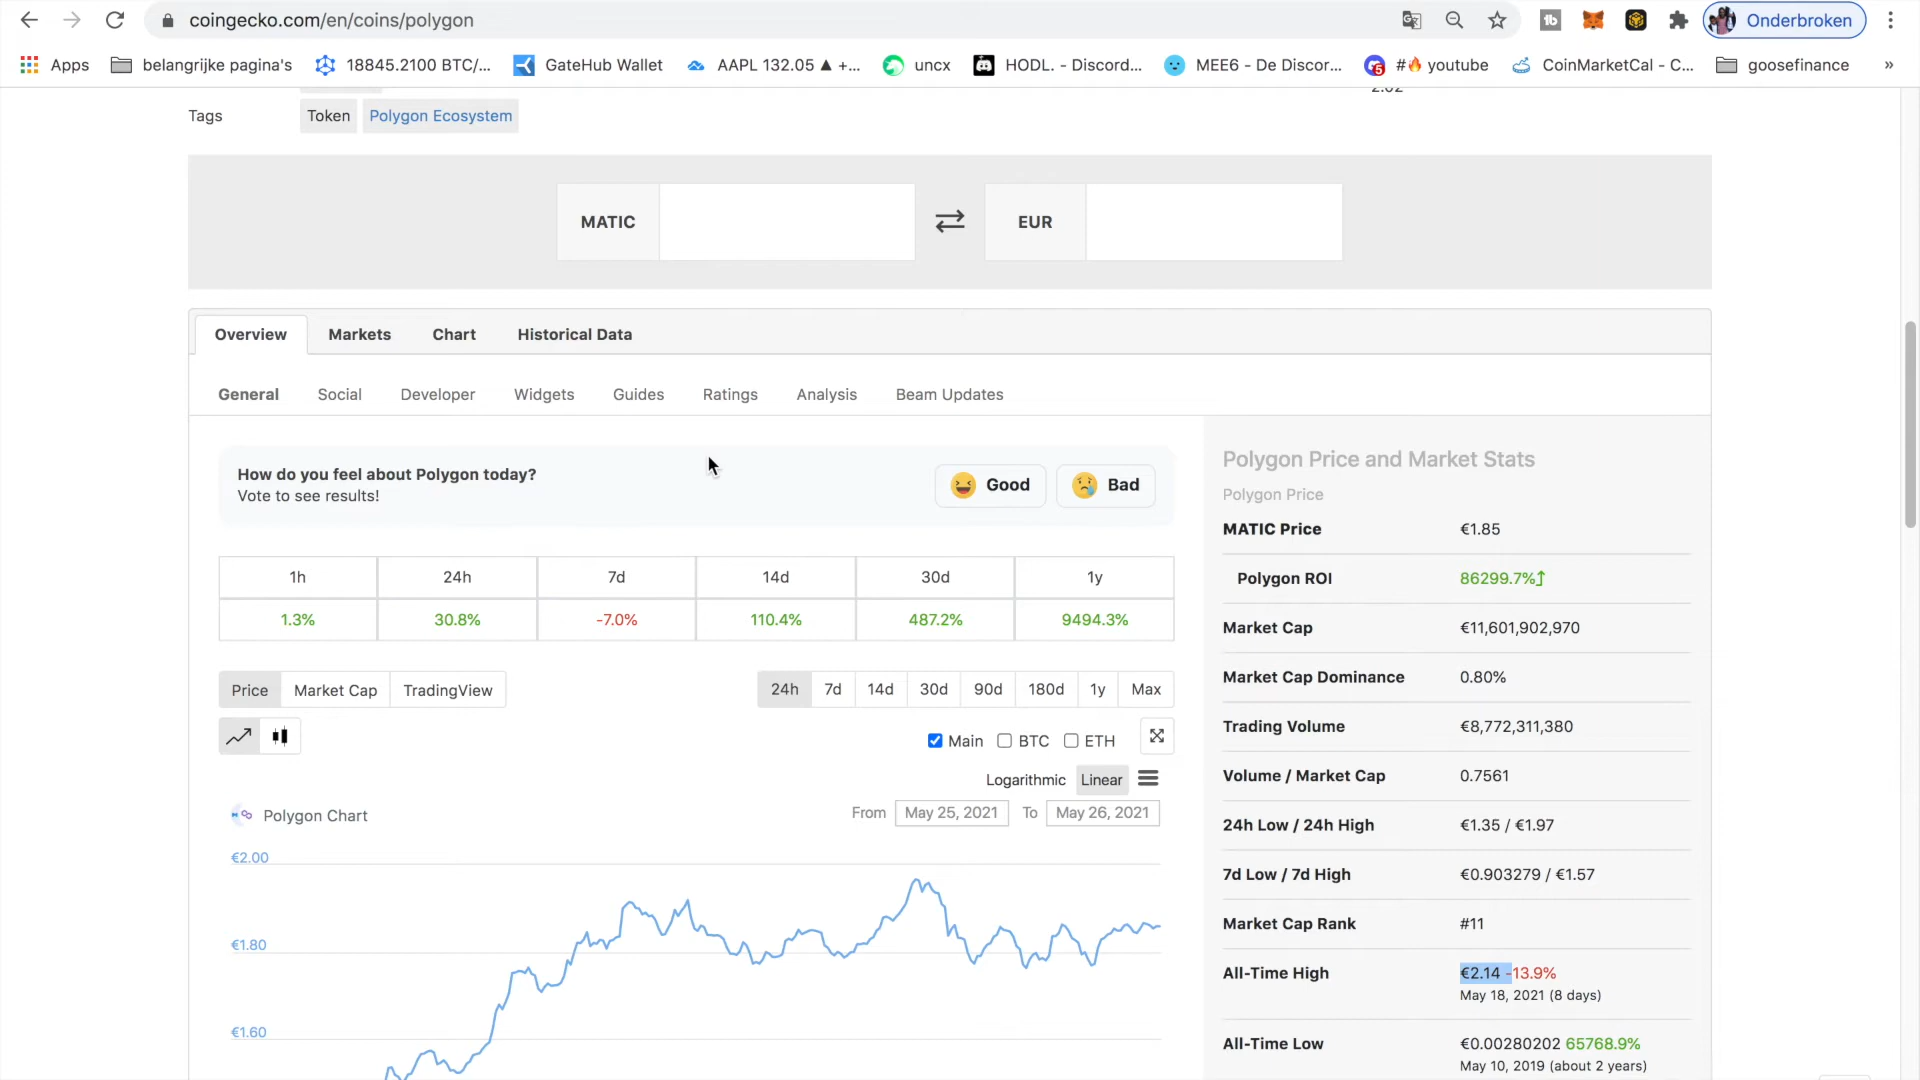 coingecko.com/en/coins/polygon
Onderbroken
Apps belangrijke pagina's 18845.2100 BTC/... GateHub Wallet AAPL 132.05 ▲ +... uncx HODL. - Discord... MEE6 - De Discor... #🔥 youtube CoinMarketCal - C... goosefinance »
Tags Token Polygon Ecosystem
MATIC EUR
Overview Markets Chart Historical Data
General Social Developer Widgets Guides Ratings Analysis Beam Updates
How do you feel about Polygon today?
Vote to see results!
Good Bad
1h 24h 7d 14d 30d 1y
1.3% 30.8% -7.0% 110.4% 487.2% 9494.3%
Price Market Cap TradingView
24h 7d 14d 30d 90d 180d 1y Max
Main BTC ETH
Logarithmic Linear
Polygon Chart
From May 25, 2021 To May 26, 2021
€2.00
€1.80
€1.60
Polygon Price and Market Stats
Polygon Price
MATIC Price €1.85
Polygon ROI 86299.7%
Market Cap €11,601,902,970
Market Cap Dominance 0.80%
Trading Volume €8,772,311,380
Volume / Market Cap 0.7561
24h Low / 24h High €1.35 / €1.97
7d Low / 7d High €0.903279 / €1.57
Market Cap Rank #11
All-Time High €2.14 -13.9%
May 18, 2021 (8 days)
All-Time Low €0.00280202 65768.9%
May 10, 2019 (about 2 years)